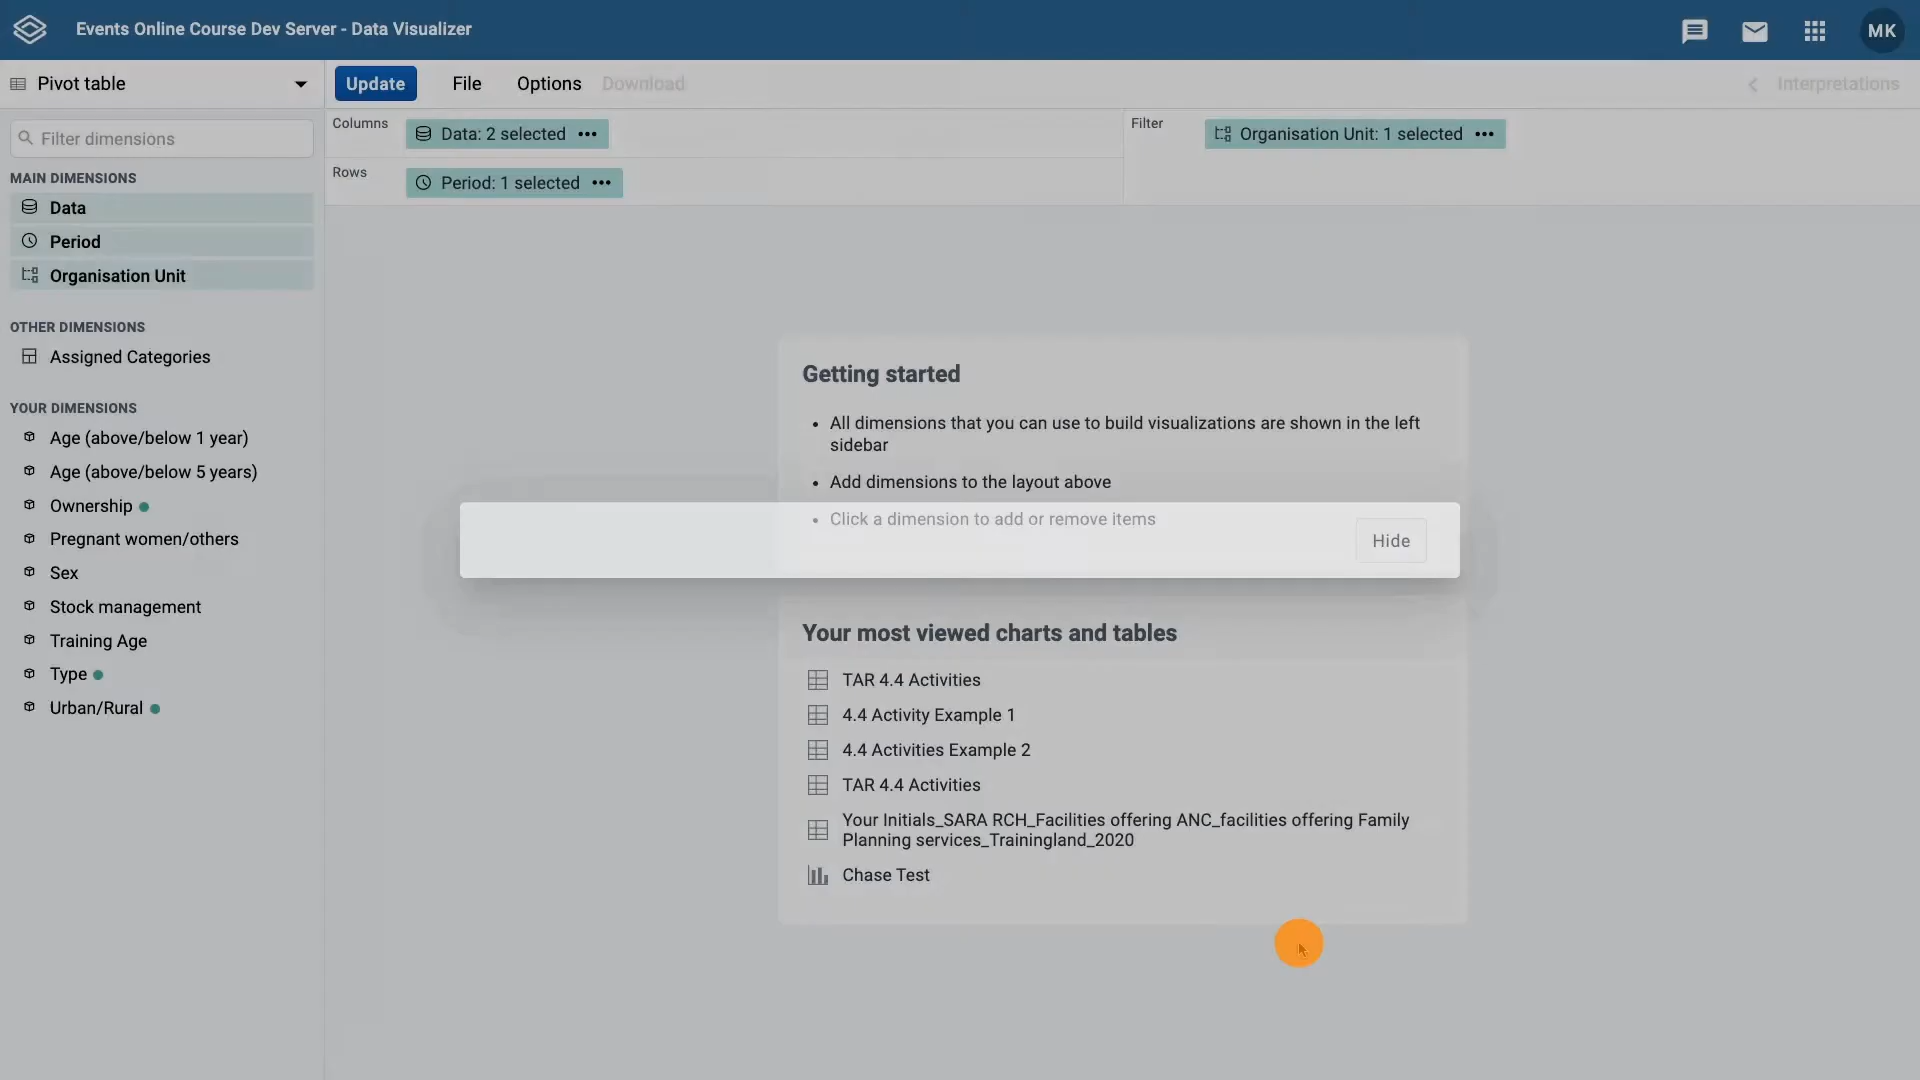 Events Online Course Dev Server - Data Visualizer
MK
Pivot table
Update
File
Options
Download
Interpretations
Filter dimensions
MAIN DIMENSIONS
Data
Period
Organisation Unit
OTHER DIMENSIONS
Assigned Categories
YOUR DIMENSIONS
Age (above/below 1 year)
Age (above/below 5 years)
Ownership
Pregnant women/others
Sex
Stock management
Training Age
Type
Urban/Rural
Columns
Data: 2 selected
Rows
Period: 1 selected
Filter
Organisation Unit: 1 selected
Getting started
All dimensions that you can use to build visualizations are shown in the left
sidebar
Add dimensions to the layout above
Click a dimension to add or remove items
Hide
Your most viewed charts and tables
TAR 4.4 Activities
4.4 Activity Example 1
4.4 Activities Example 2
TAR 4.4 Activities
Your Initials_SARA RCH_Facilities offering ANC_facilities offering Family
Planning services_Trainingland_2020
Chase Test